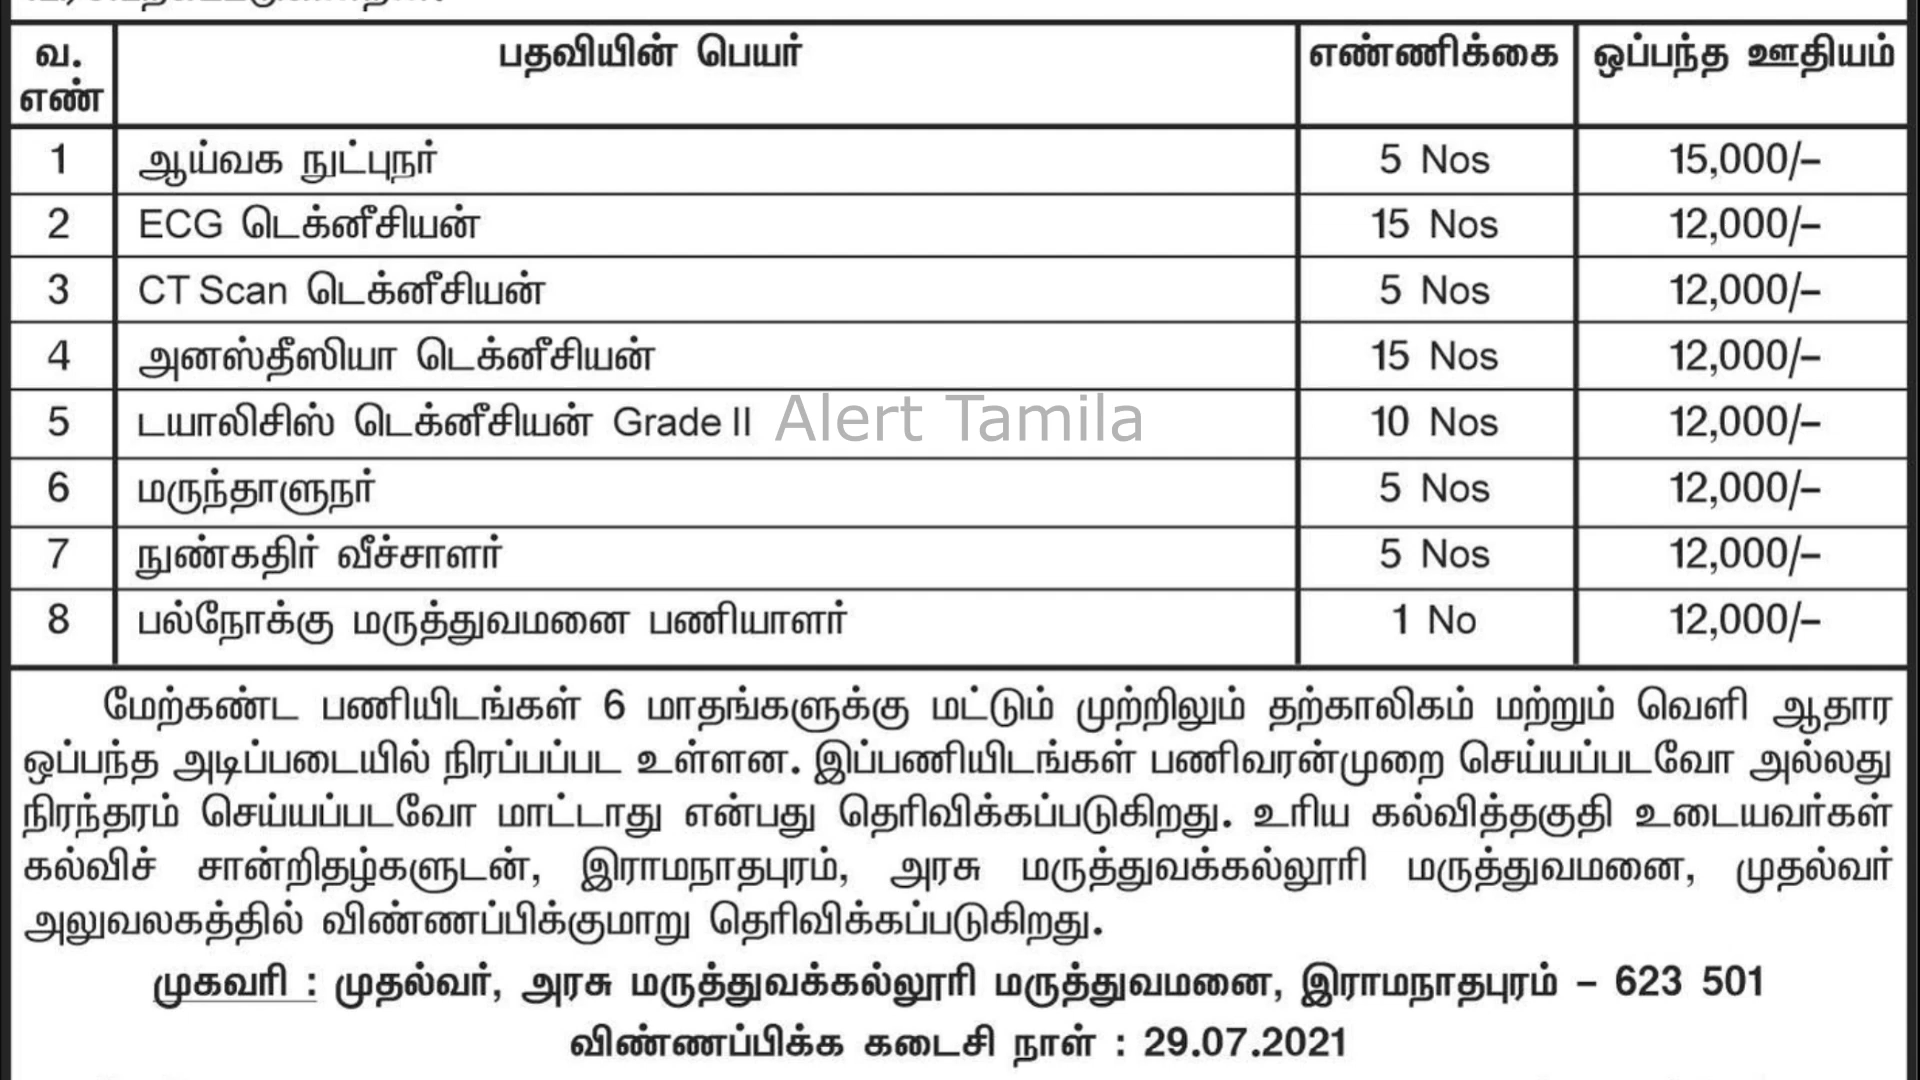 வ. எண் பதவியின் பெயர் எண்ணிக்கை ஒப்பந்த ஊதியம்
1 ஆய்வக நுட்புநர் 5 Nos 15,000/–
2 ECG டெக்னீசியன் 15 Nos 12,000/–
3 CT Scan டெக்னீசியன் 5 Nos 12,000/–
4 அனஸ்தீஸியா டெக்னீசியன் 15 Nos 12,000/–
5 டயாலிசிஸ் டெக்னீசியன் Grade II Alert Tamila 10 Nos 12,000/–
6 மருந்தாளுநர் 5 Nos 12,000/–
7 நுண்கதிர் வீச்சாளர் 5 Nos 12,000/–
8 பல்நோக்கு மருத்துவமனை பணியாளர் 1 No 12,000/–
மேற்கண்ட பணியிடங்கள் 6 மாதங்களுக்கு மட்டும் முற்றிலும் தற்காலிகம் மற்றும் வெளி ஆதார
ஒப்பந்த அடிப்படையில் நிரப்பப்பட உள்ளன. இப்பணியிடங்கள் பணிவரன்முறை செய்யப்படவோ அல்லது
நிரந்தரம் செய்யப்படவோ மாட்டாது என்பது தெரிவிக்கப்படுகிறது. உரிய கல்வித்தகுதி உடையவர்கள்
கல்விச் சான்றிதழ்களுடன், இராமநாதபுரம், அரசு மருத்துவக்கல்லூரி மருத்துவமனை, முதல்வர்
அலுவலகத்தில் விண்ணப்பிக்குமாறு தெரிவிக்கப்படுகிறது.
முகவரி : முதல்வர், அரசு மருத்துவக்கல்லூரி மருத்துவமனை, இராமநாதபுரம் – 623 501
விண்ணப்பிக்க கடைசி நாள் : 29.07.2021